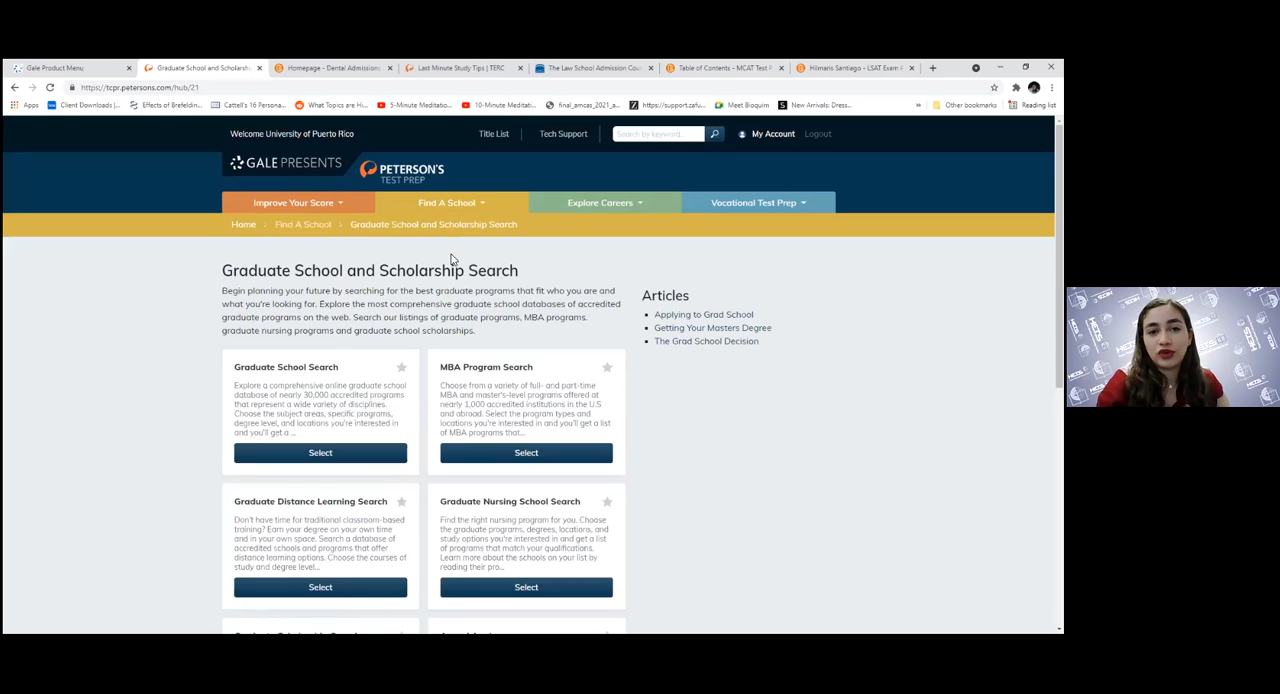 Gale Product Menu
Graduate School and Scholarsh
Homepage - Dental Admissions
Last Minute Study Tips | TERC
The Law School Admission Cou
Table of Contents - MCAT Test P
Hilmaris Santiago - LSAT Exam P
https://tcpr.petersons.com/hub/21
Apps
Client Downloads |...
Effects of Brefeldin...
Cattell's 16 Persona...
What Topics are Hi...
5-Minute Meditatio...
10-Minute Meditati...
final_amcas_2021_a...
https://support.zafu...
Meet Bioquim
New Arrivals: Dress...
»
Other bookmarks
Reading list
Welcome University of Puerto Rico
Title List
Tech Support
Search by keyword...
My Account
Logout
GALE PRESENTS
PETERSON'S
TEST PREP
Improve Your Score
Find A School
Explore Careers
Vocational Test Prep
Home
Find A School
Graduate School and Scholarship Search
Graduate School and Scholarship Search
Begin planning your future by searching for the best graduate programs that fit who you are and
what you're looking for. Explore the most comprehensive graduate school databases of accredited
graduate programs on the web. Search our listings of graduate programs, MBA programs.
graduate nursing programs and graduate school scholarships.
Articles
Applying to Grad School
Getting Your Masters Degree
The Grad School Decision
Graduate School Search
Explore a comprehensive online graduate school
database of nearly 30,000 accredited programs
that represent a wide variety of disciplines.
Choose the subject areas, specific programs,
degree level, and locations you're interested in
and you'll get a ...
Select
MBA Program Search
Choose from a variety of full- and part-time
MBA and master's-level programs offered at
nearly 1,000 accredited institutions in the U.S
and abroad. Select the program types and
locations you're interested in and you'll get a list
of MBA programs that...
Select
Graduate Distance Learning Search
Don't have time for traditional classroom-based
training? Earn your degree on your own time
and in your own space. Search a database of
accredited schools and programs that offer
distance learning options. Choose the courses of
study and degree level...
Select
Graduate Nursing School Search
Find the right nursing program for you. Choose
the graduate programs, degrees, locations, and
study options you're interested in and get a list
of programs that match your qualifications.
Learn more about the schools on your list by
reading their pro...
Select